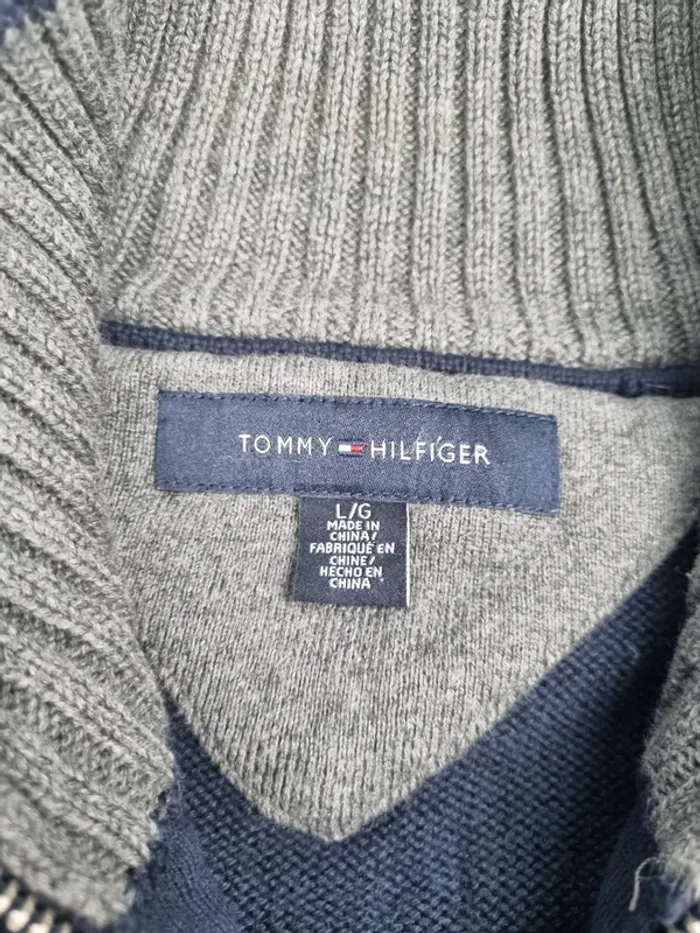 TOMMY HILFIGER
L/G
MADE IN
CHINA/
FABRIQUÉ EN
CHINE/
HECHO EN
CHINA